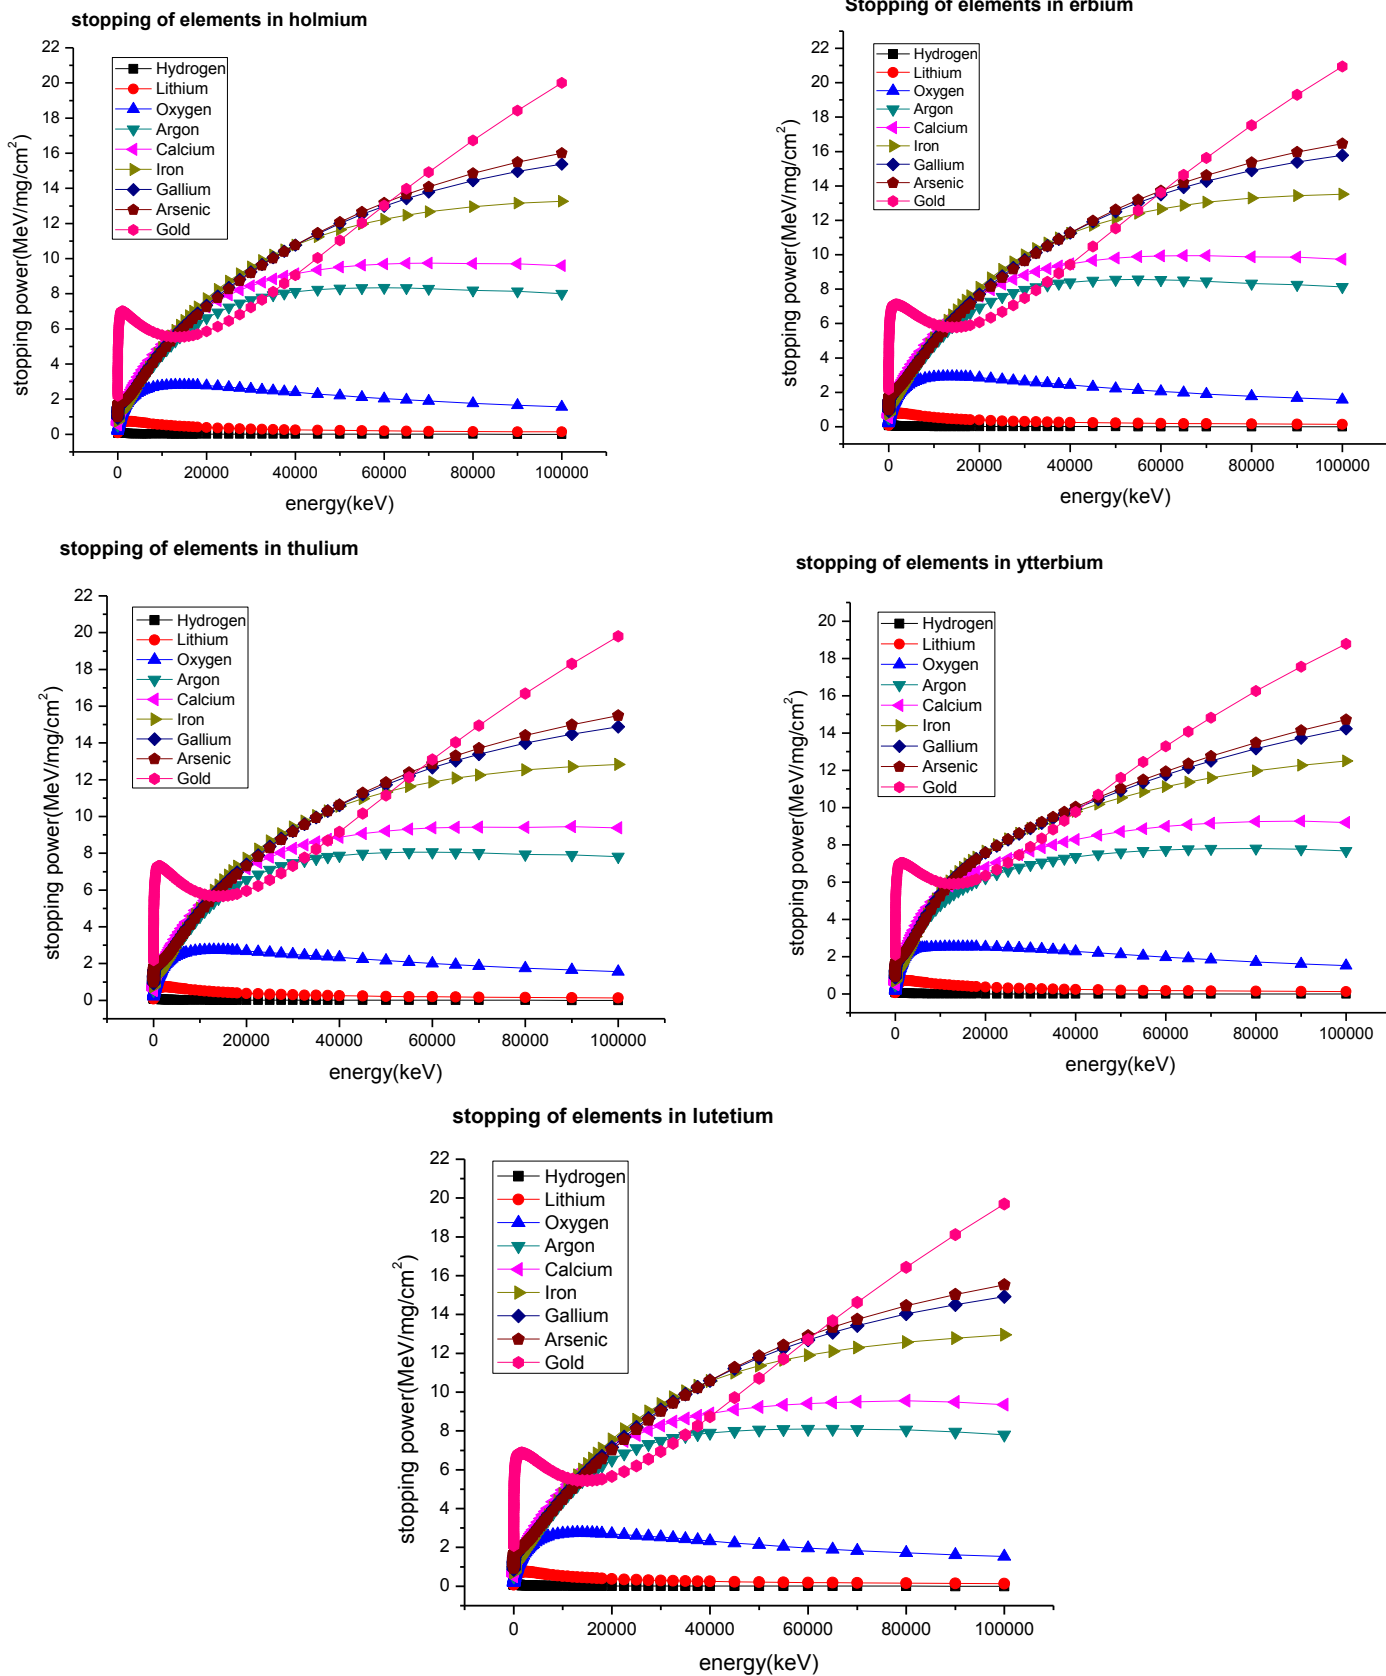 stopping of elements in holmium
22
20
18
16
14
12
10
8
6
4
2
0
stopping power(MeV/mg/cm²)
Hydrogen
Lithium
Oxygen
Argon
Calcium
Iron
Gallium
Arsenic
Gold
0 20000 40000 60000 80000 100000
energy(keV)
Stopping of elements in erbium
22
20
18
16
14
12
10
8
6
4
2
0
stopping power(MeV/mg/cm²)
Hydrogen
Lithium
Oxygen
Argon
Calcium
Iron
Gallium
Arsenic
Gold
0 20000 40000 60000 80000 100000
energy(keV)
stopping of elements in thulium
22
20
18
16
14
12
10
8
6
4
2
0
stopping power(MeV/mg/cm²)
Hydrogen
Lithium
Oxygen
Argon
Calcium
Iron
Gallium
Arsenic
Gold
0 20000 40000 60000 80000 100000
energy(keV)
stopping of elements in ytterbium
20
18
16
14
12
10
8
6
4
2
0
stopping power(MeV/mg/cm²)
Hydrogen
Lithium
Oxygen
Argon
Calcium
Iron
Gallium
Arsenic
Gold
0 20000 40000 60000 80000 100000
energy(keV)
stopping of elements in lutetium
22
20
18
16
14
12
10
8
6
4
2
0
stopping power(MeV/mg/cm²)
Hydrogen
Lithium
Oxygen
Argon
Calcium
Iron
Gallium
Arsenic
Gold
0 20000 40000 60000 80000 100000
energy(keV)